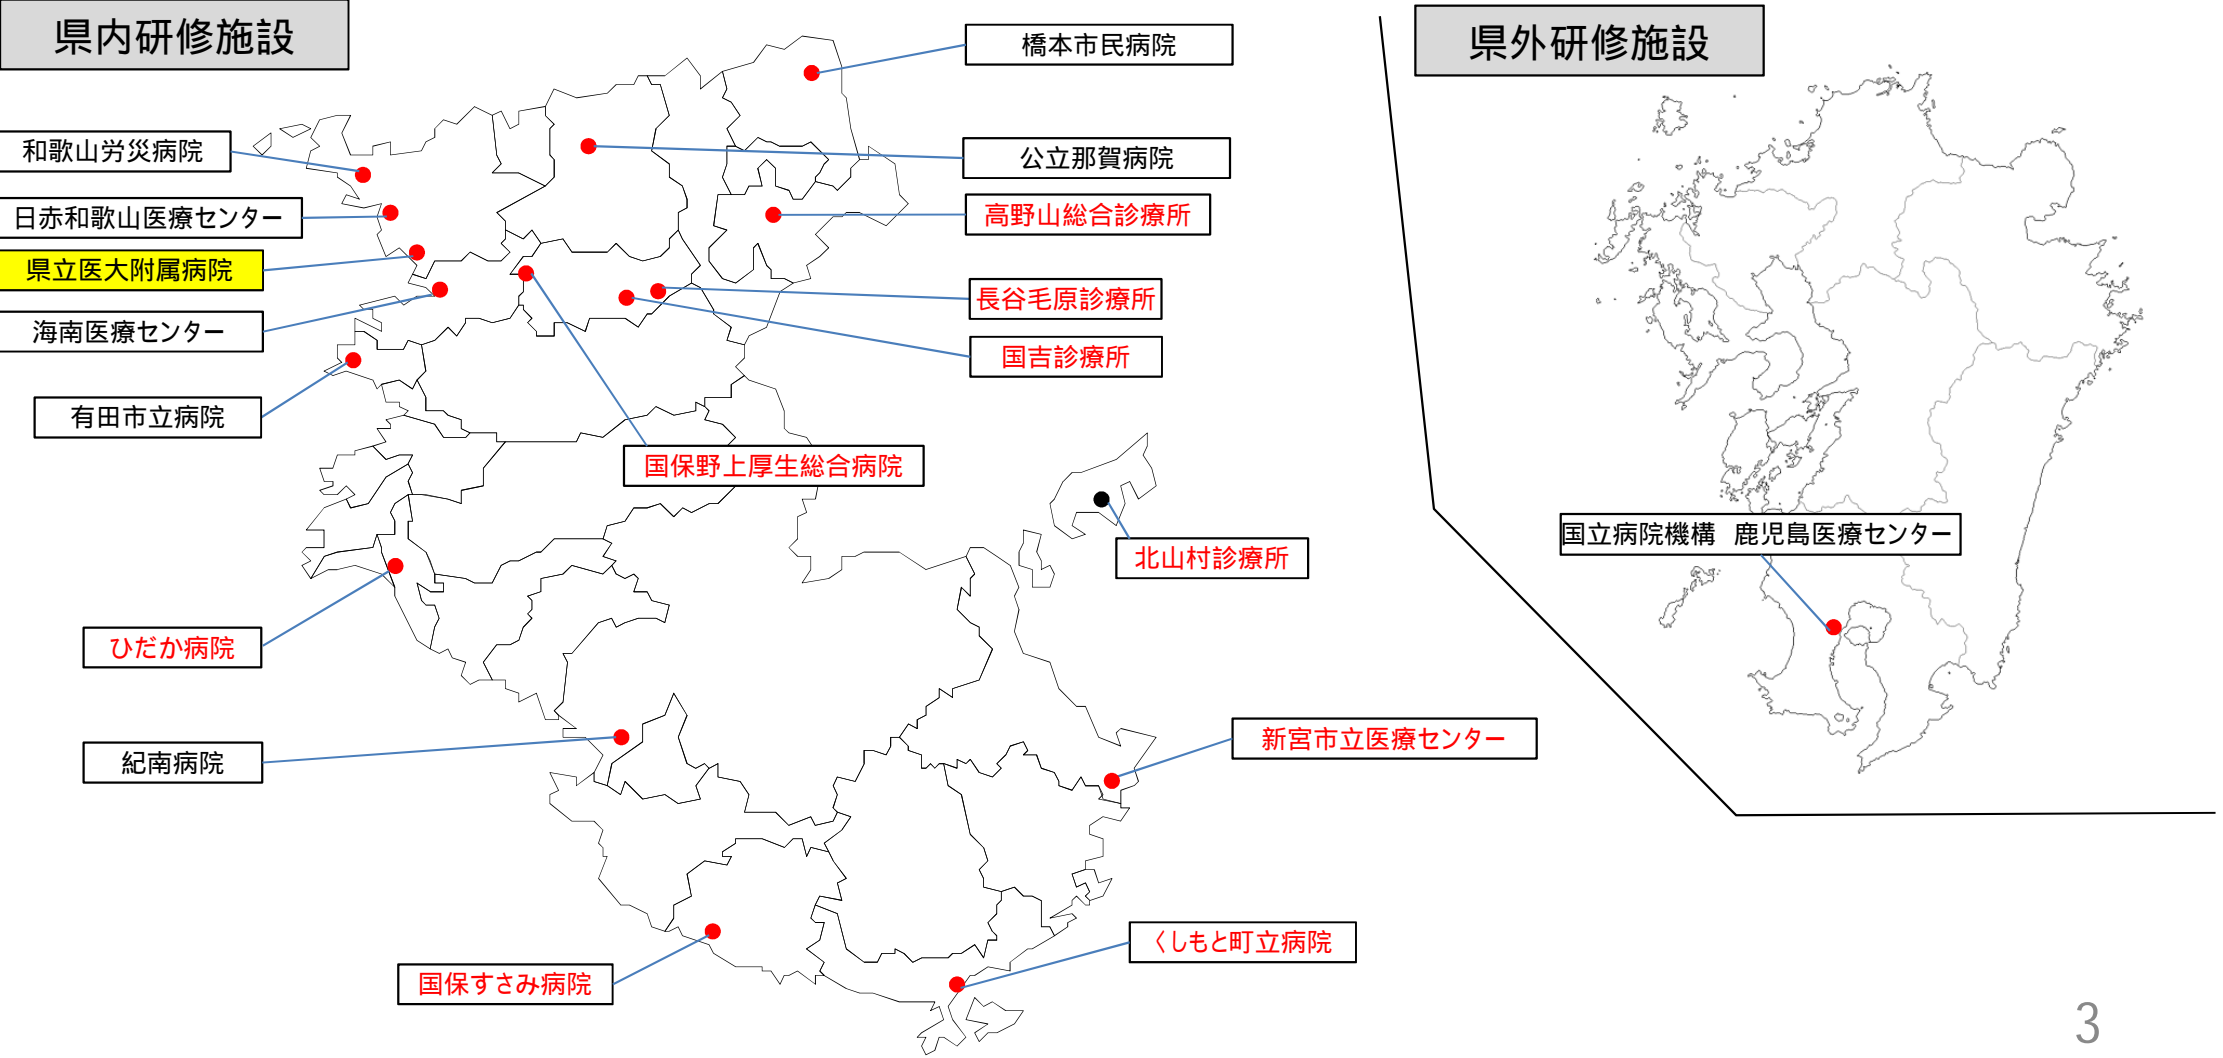 県内研修施設
橋本市民病院
公立那賀病院
高野山総合診療所
長谷毛原診療所
国吉診療所
国保野上厚生総合病院
和歌山労災病院
日赤和歌山医療センター
県立医大附属病院
海南医療センター
有田市立病院
ひだか病院
紀南病院
国保すさみ病院
北山村診療所
新宮市立医療センター
くしもと町立病院
県外研修施設
国立病院機構　鹿児島医療センター
3